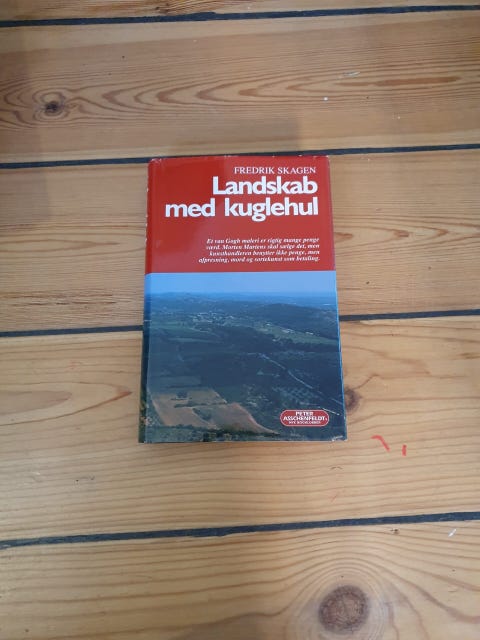 FREDRIK SKAGEN
Landskab
med kuglehul
Et van Gogh maleri er rigtig mange penge
værd. Morten Martens skal sælge det, men
kunsthandleren benytter ikke penge, men
afpresning, mord og sortekunst som betaling.
PETER
ASSCHENFELDT's
NYE BOGKLUBBER